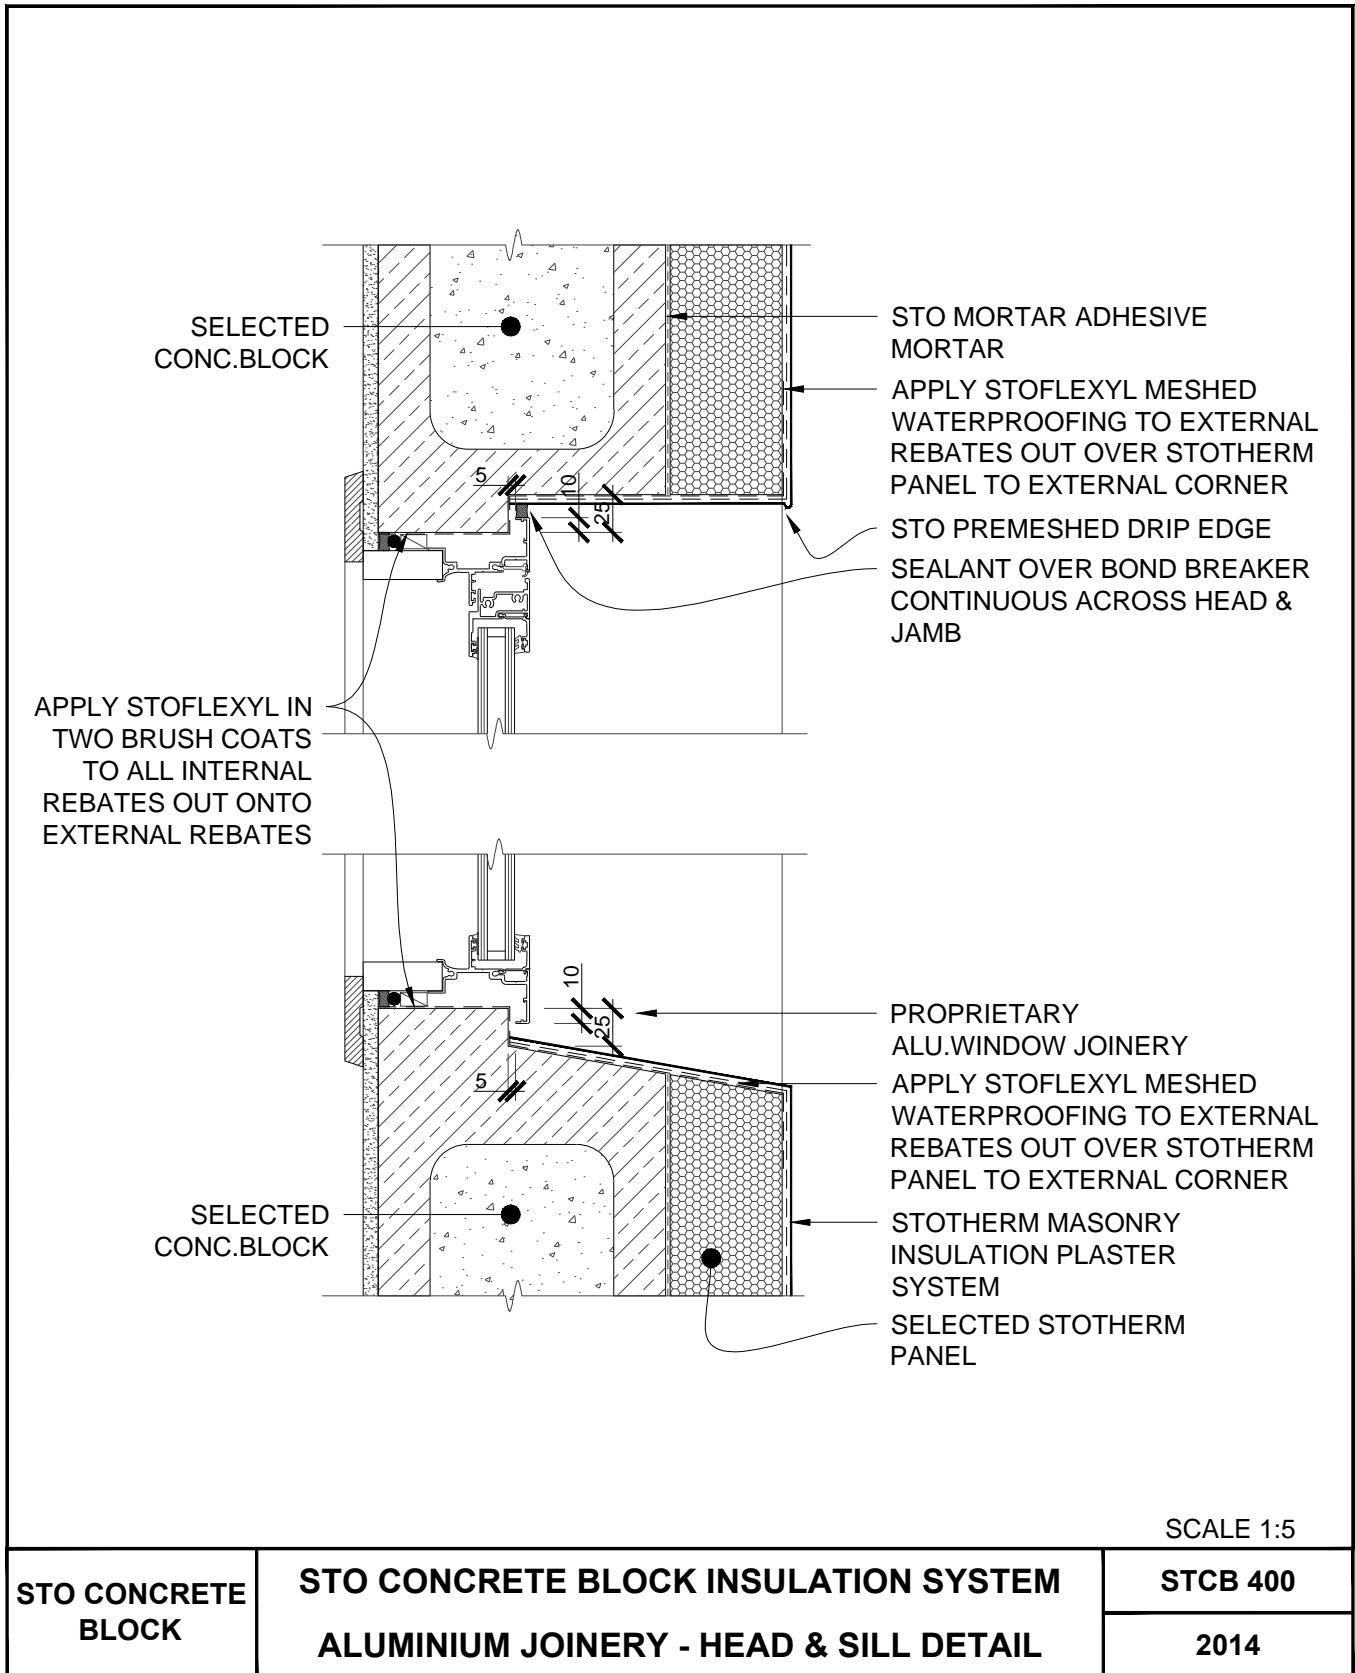 SELECTED
CONC.BLOCK
STO MORTAR ADHESIVE
MORTAR
APPLY STOFLEXYL MESHED
WATERPROOFING TO EXTERNAL
REBATES OUT OVER STOTHERM
PANEL TO EXTERNAL CORNER
5
10
25
STO PREMESHED DRIP EDGE
SEALANT OVER BOND BREAKER
CONTINUOUS ACROSS HEAD &
JAMB
APPLY STOFLEXYL IN
TWO BRUSH COATS
TO ALL INTERNAL
REBATES OUT ONTO
EXTERNAL REBATES
10
25
5
PROPRIETARY
ALU.WINDOW JOINERY
APPLY STOFLEXYL MESHED
WATERPROOFING TO EXTERNAL
REBATES OUT OVER STOTHERM
PANEL TO EXTERNAL CORNER
SELECTED
CONC.BLOCK
STOTHERM MASONRY
INSULATION PLASTER
SYSTEM
SELECTED STOTHERM
PANEL
SCALE 1:5
STO CONCRETE
BLOCK
STO CONCRETE BLOCK INSULATION SYSTEM
ALUMINIUM JOINERY - HEAD & SILL DETAIL
STCB 400
2014